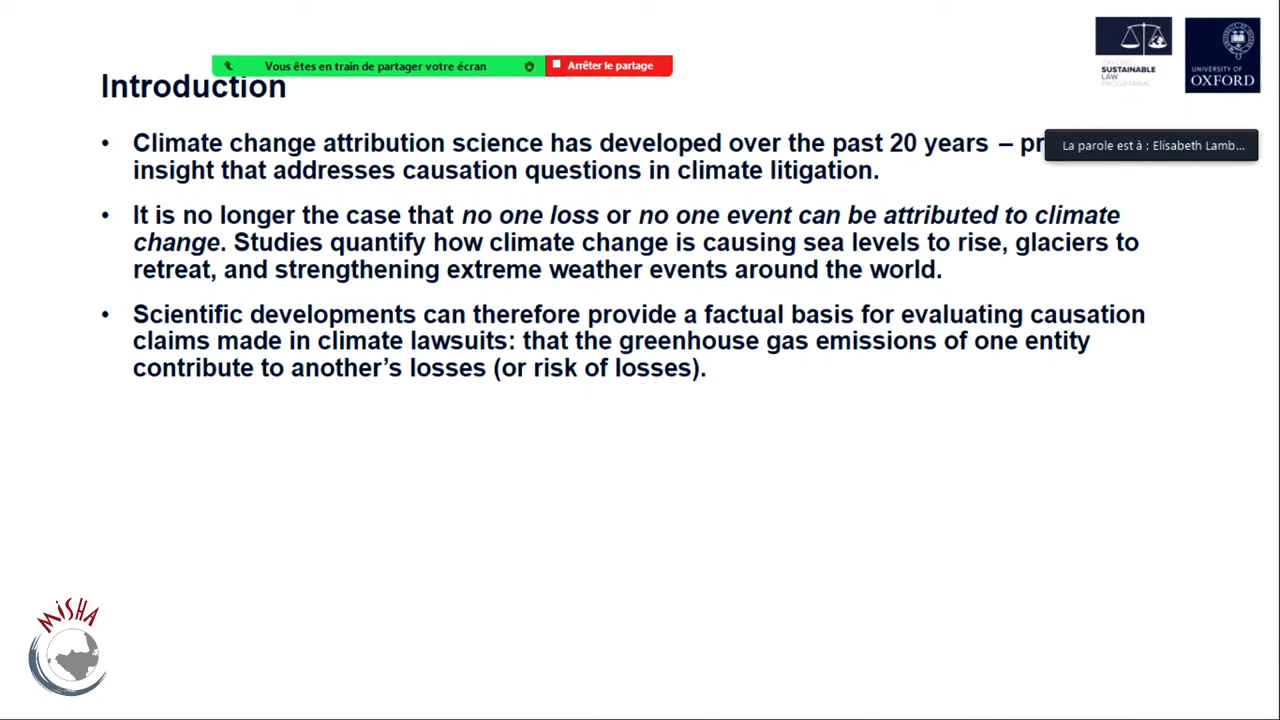 Vous êtes en train de partager votre écran
Arrêter le partage
Introduction
OXFORD
SUSTAINABLE
LAW
PROGRAMME
UNIVERSITY OF
OXFORD
• Climate change attribution science has developed over the past 20 years –
La parole est à : Elisabeth Lamb...
insight that addresses causation questions in climate litigation.
• It is no longer the case that no one loss or no one event can be attributed to climate
change. Studies quantify how climate change is causing sea levels to rise, glaciers to
retreat, and strengthening extreme weather events around the world.
• Scientific developments can therefore provide a factual basis for evaluating causation
claims made in climate lawsuits: that the greenhouse gas emissions of one entity
contribute to another’s losses (or risk of losses).
MiSHA